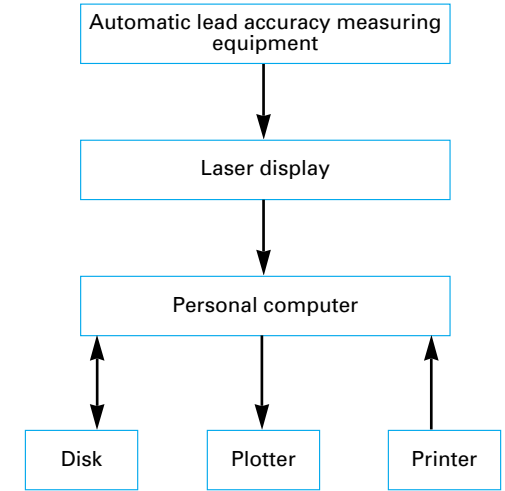 Automatic lead accuracy measuring
equipment
Laser display
Personal computer
Disk
Plotter
Printer